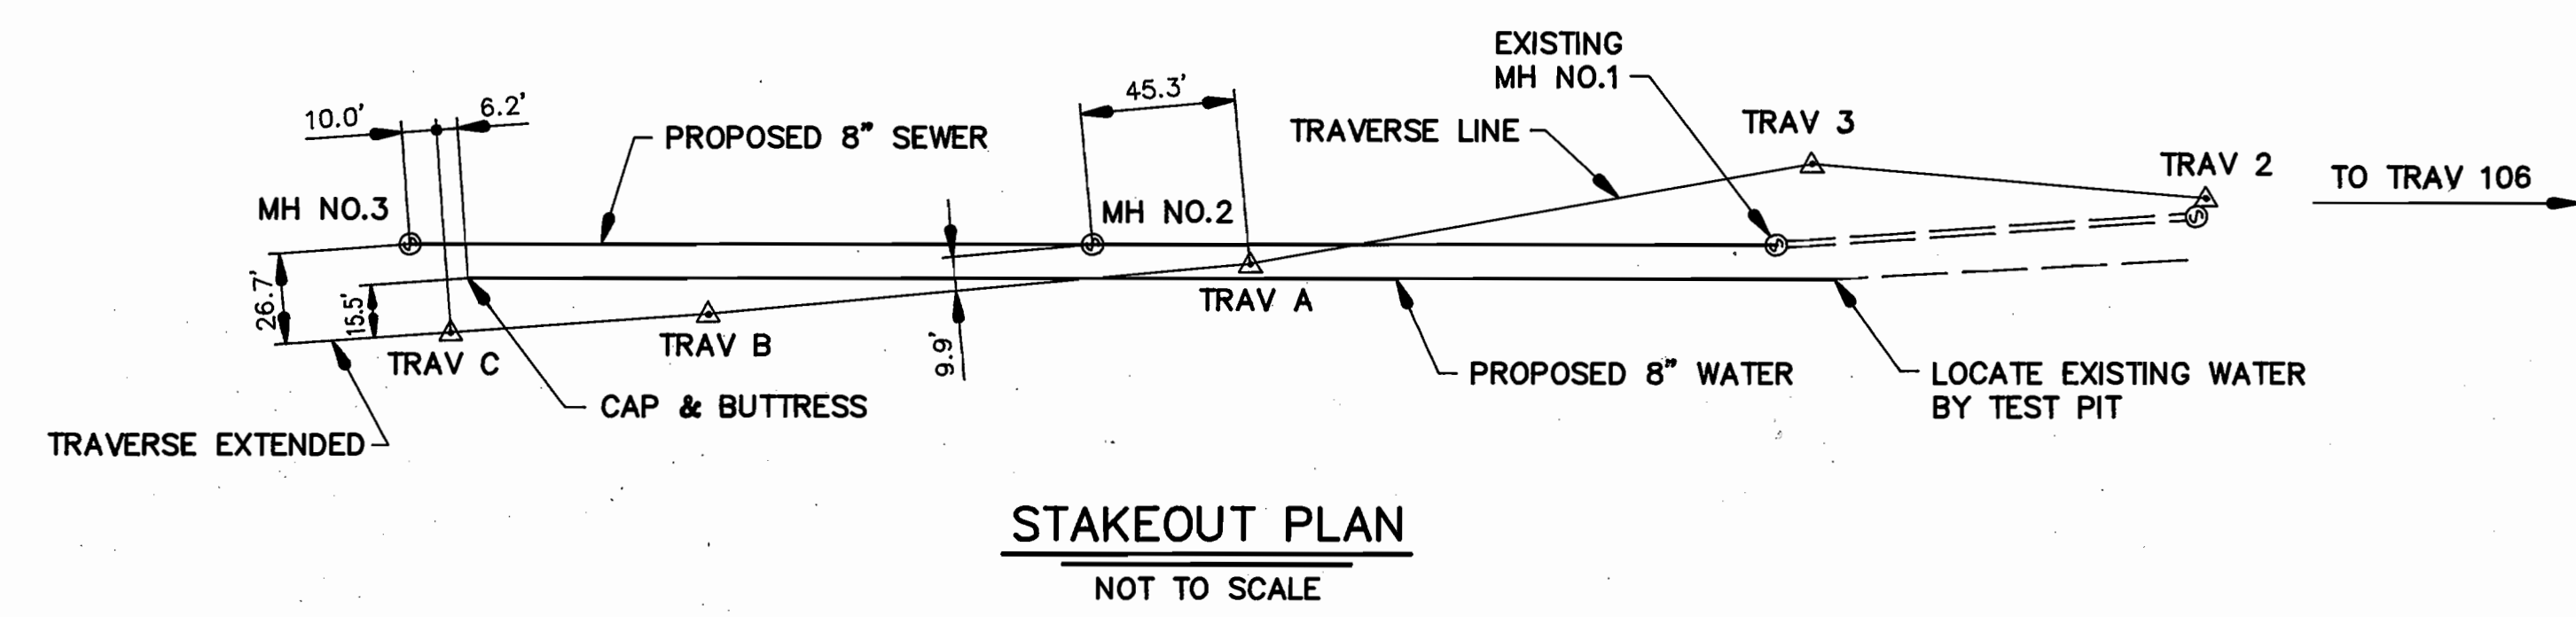 EXISTING
MH NO.1
45.3'
10.0'
6.2'
PROPOSED 8" SEWER
TRAVERSE LINE
TRAV 3
TRAV 2
TO TRAV 106
MH NO.3
MH NO.2
26.7'
15.5'
TRAV C
TRAV B
9.9'
TRAV A
PROPOSED 8" WATER
LOCATE EXISTING WATER
BY TEST PIT
CAP & BUTTRESS
TRAVERSE EXTENDED
STAKEOUT PLAN
NOT TO SCALE